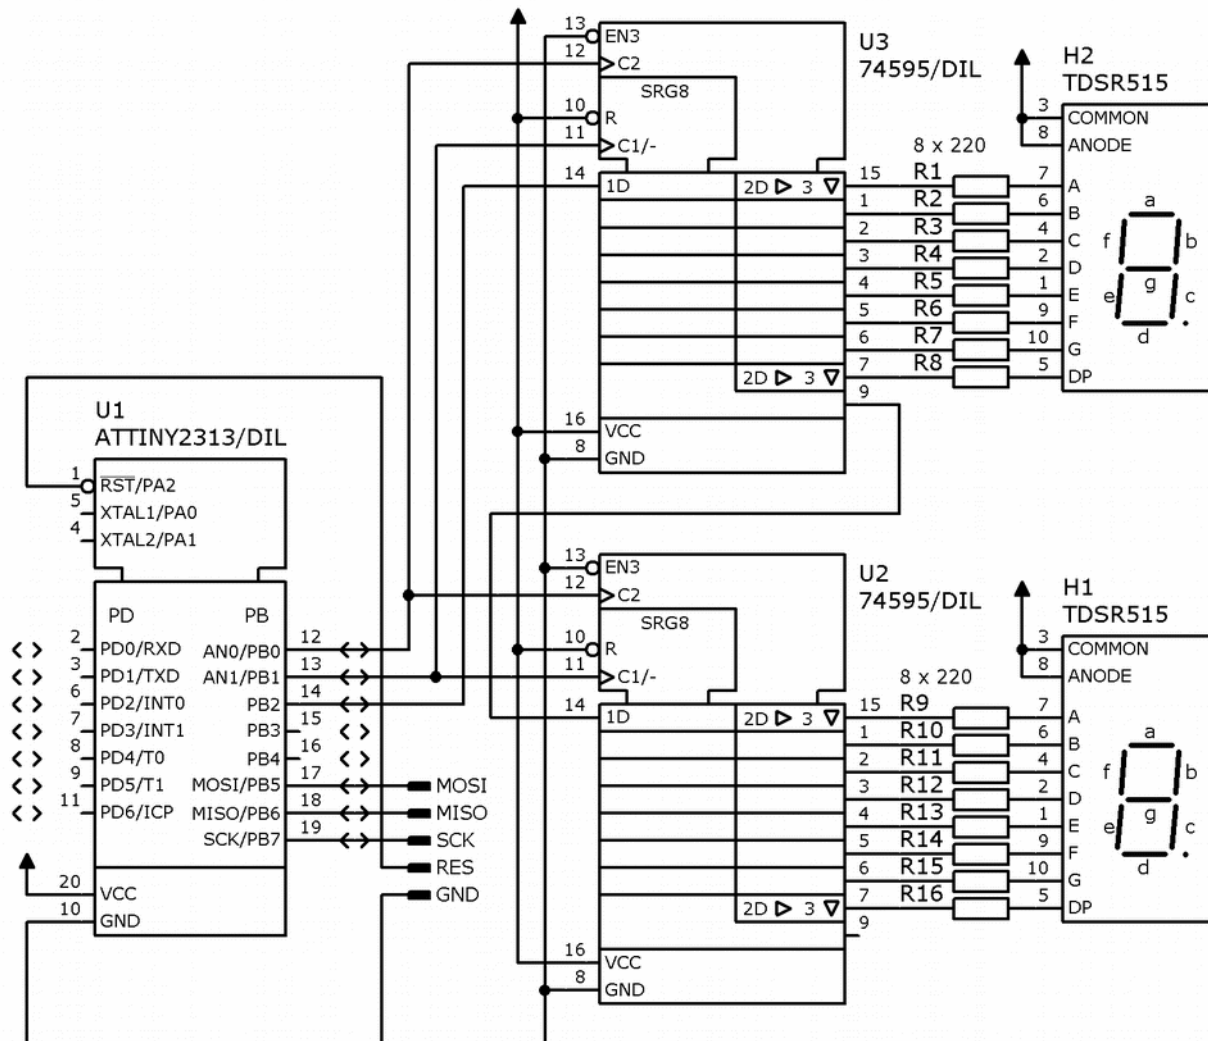 U1
ATTINY2313/DIL
1 RST/PA2
5 XTAL1/PA0
4 XTAL2/PA1
PD PB
2 PD0/RXD AN0/PB0 12
3 PD1/TXD AN1/PB1 13
6 PD2/INT0 PB2 14
7 PD3/INT1 PB3 15
8 PD4/T0 PB4 16
9 PD5/T1 MOSI/PB5 17 MOSI
11 PD6/ICP MISO/PB6 18 MISO
SCK/PB7 19 SCK
RES
GND
20 VCC
10 GND
U3
74595/DIL
13 EN3
12 C2
SRG8
10 R
11 C1/-
14 1D 2D 3 15
1
2
3
4
5
6
2D 3 7
9
16 VCC
8 GND
8 x 220
R1
R2
R3
R4
R5
R6
R7
R8
H2
TDSR515
3 COMMON
8 ANODE
7 A
6 B
4 C
2 D
1 E
9 F
10 G
5 DP
a
f b
g
e c
d
U2
74595/DIL
13 EN3
12 C2
SRG8
10 R
11 C1/-
14 1D 2D 3 15
1
2
3
4
5
6
2D 3 7
9
16 VCC
8 GND
8 x 220
R9
R10
R11
R12
R13
R14
R15
R16
H1
TDSR515
3 COMMON
8 ANODE
7 A
6 B
4 C
2 D
1 E
9 F
10 G
5 DP
a
f b
g
e c
d